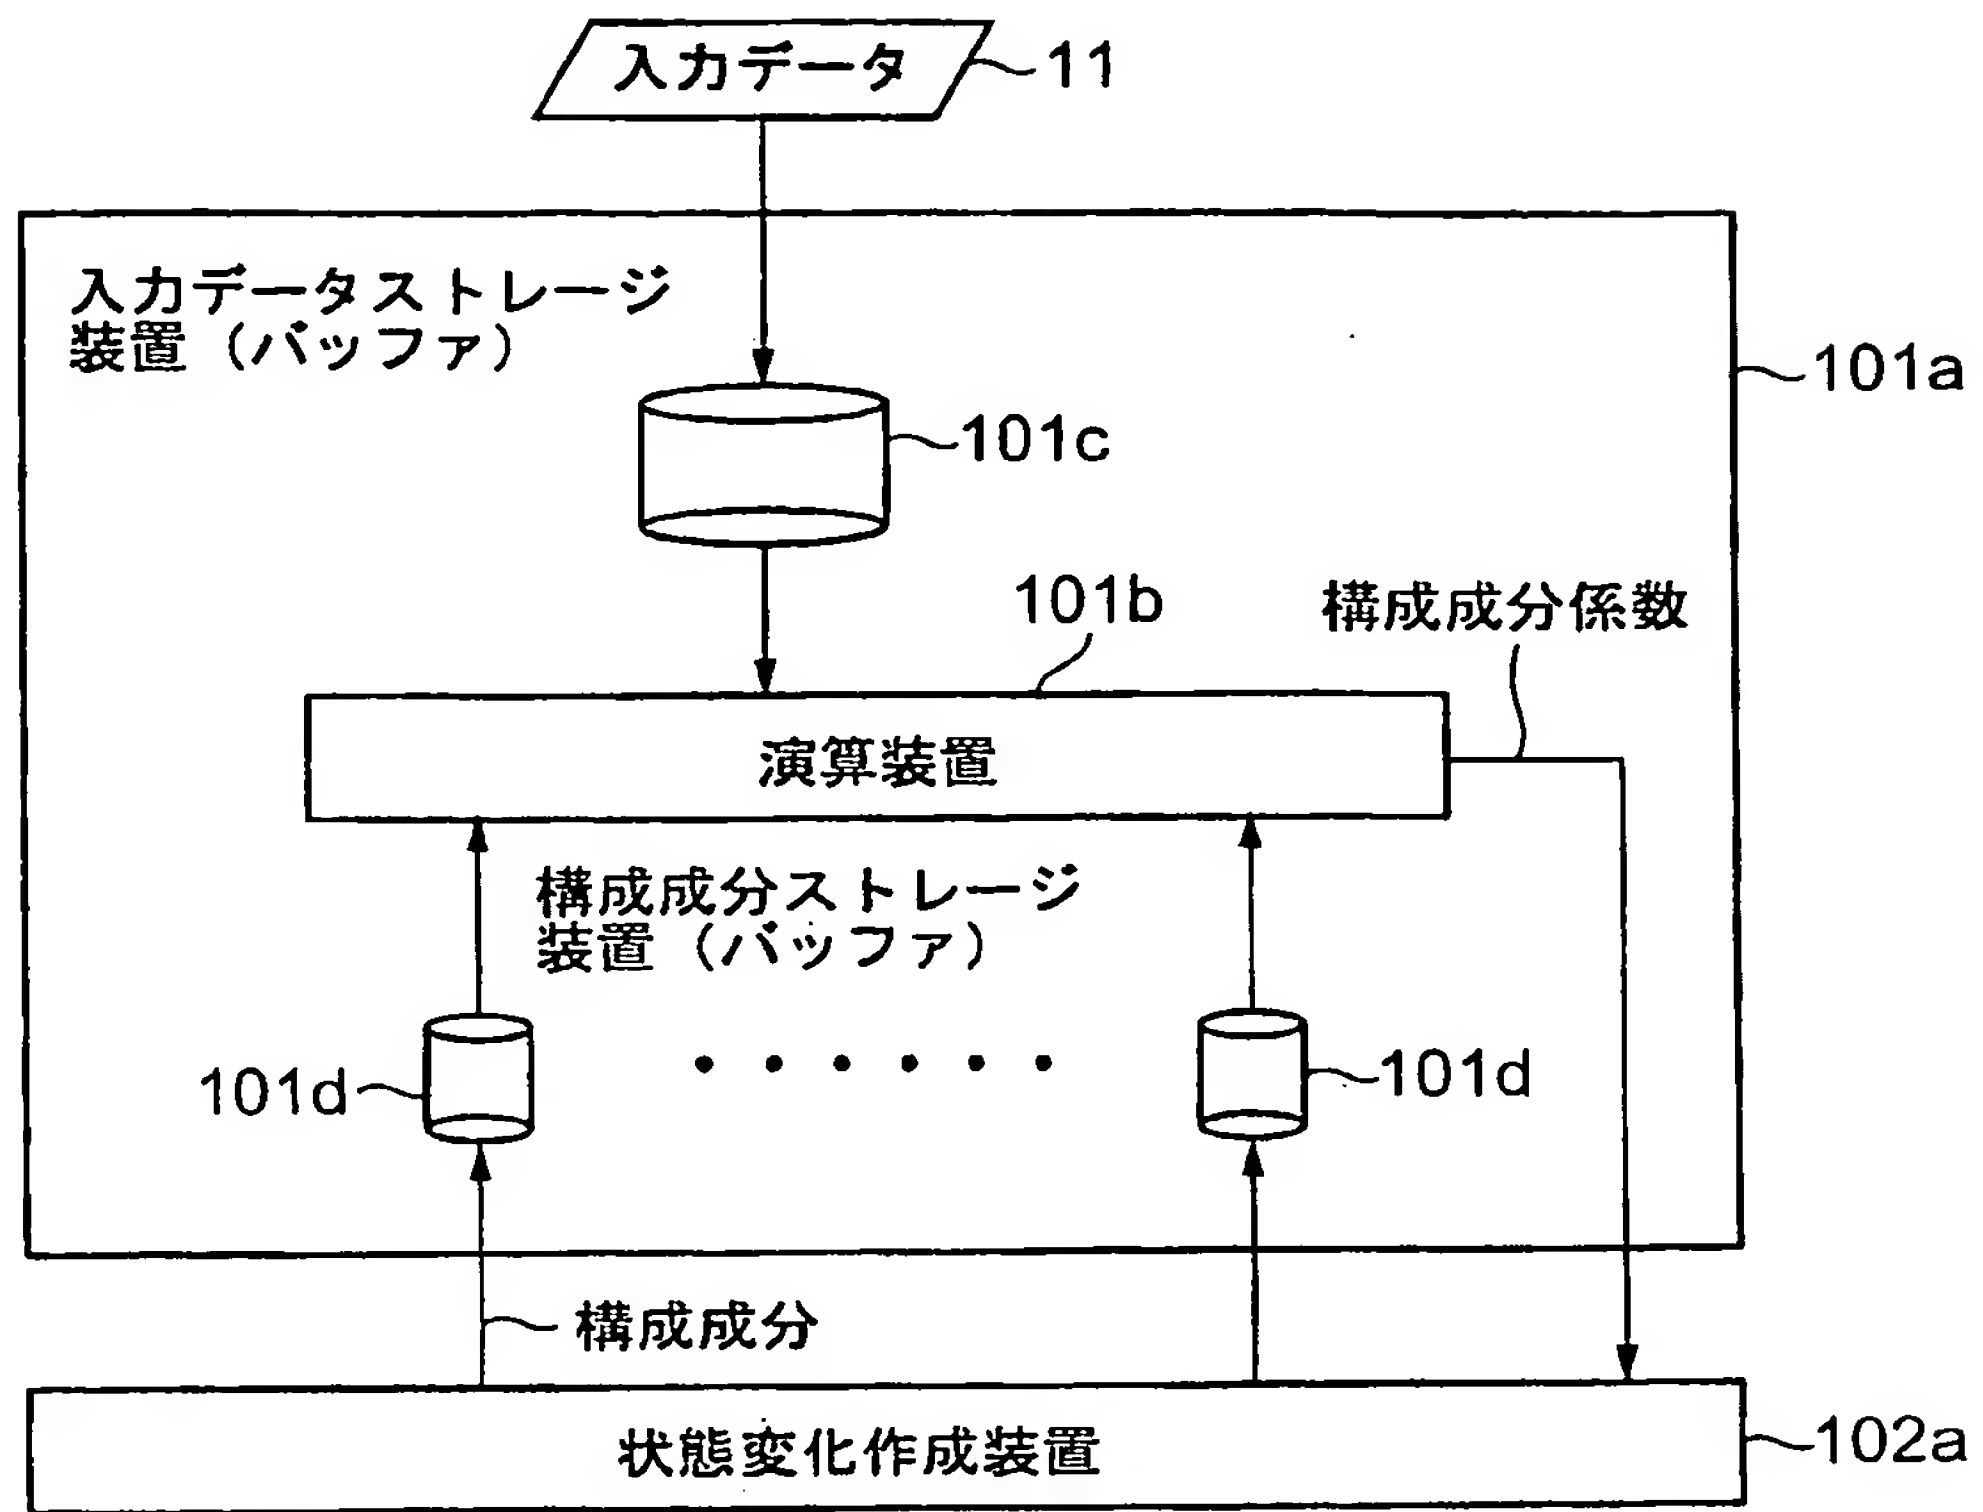 入力データ
11
入力データストレージ
装置（バッファ）
101a
101c
101b
構成成分係数
演算装置
構成成分ストレージ
装置（バッファ）
101d
101d
構成成分
状態変化作成装置
102a